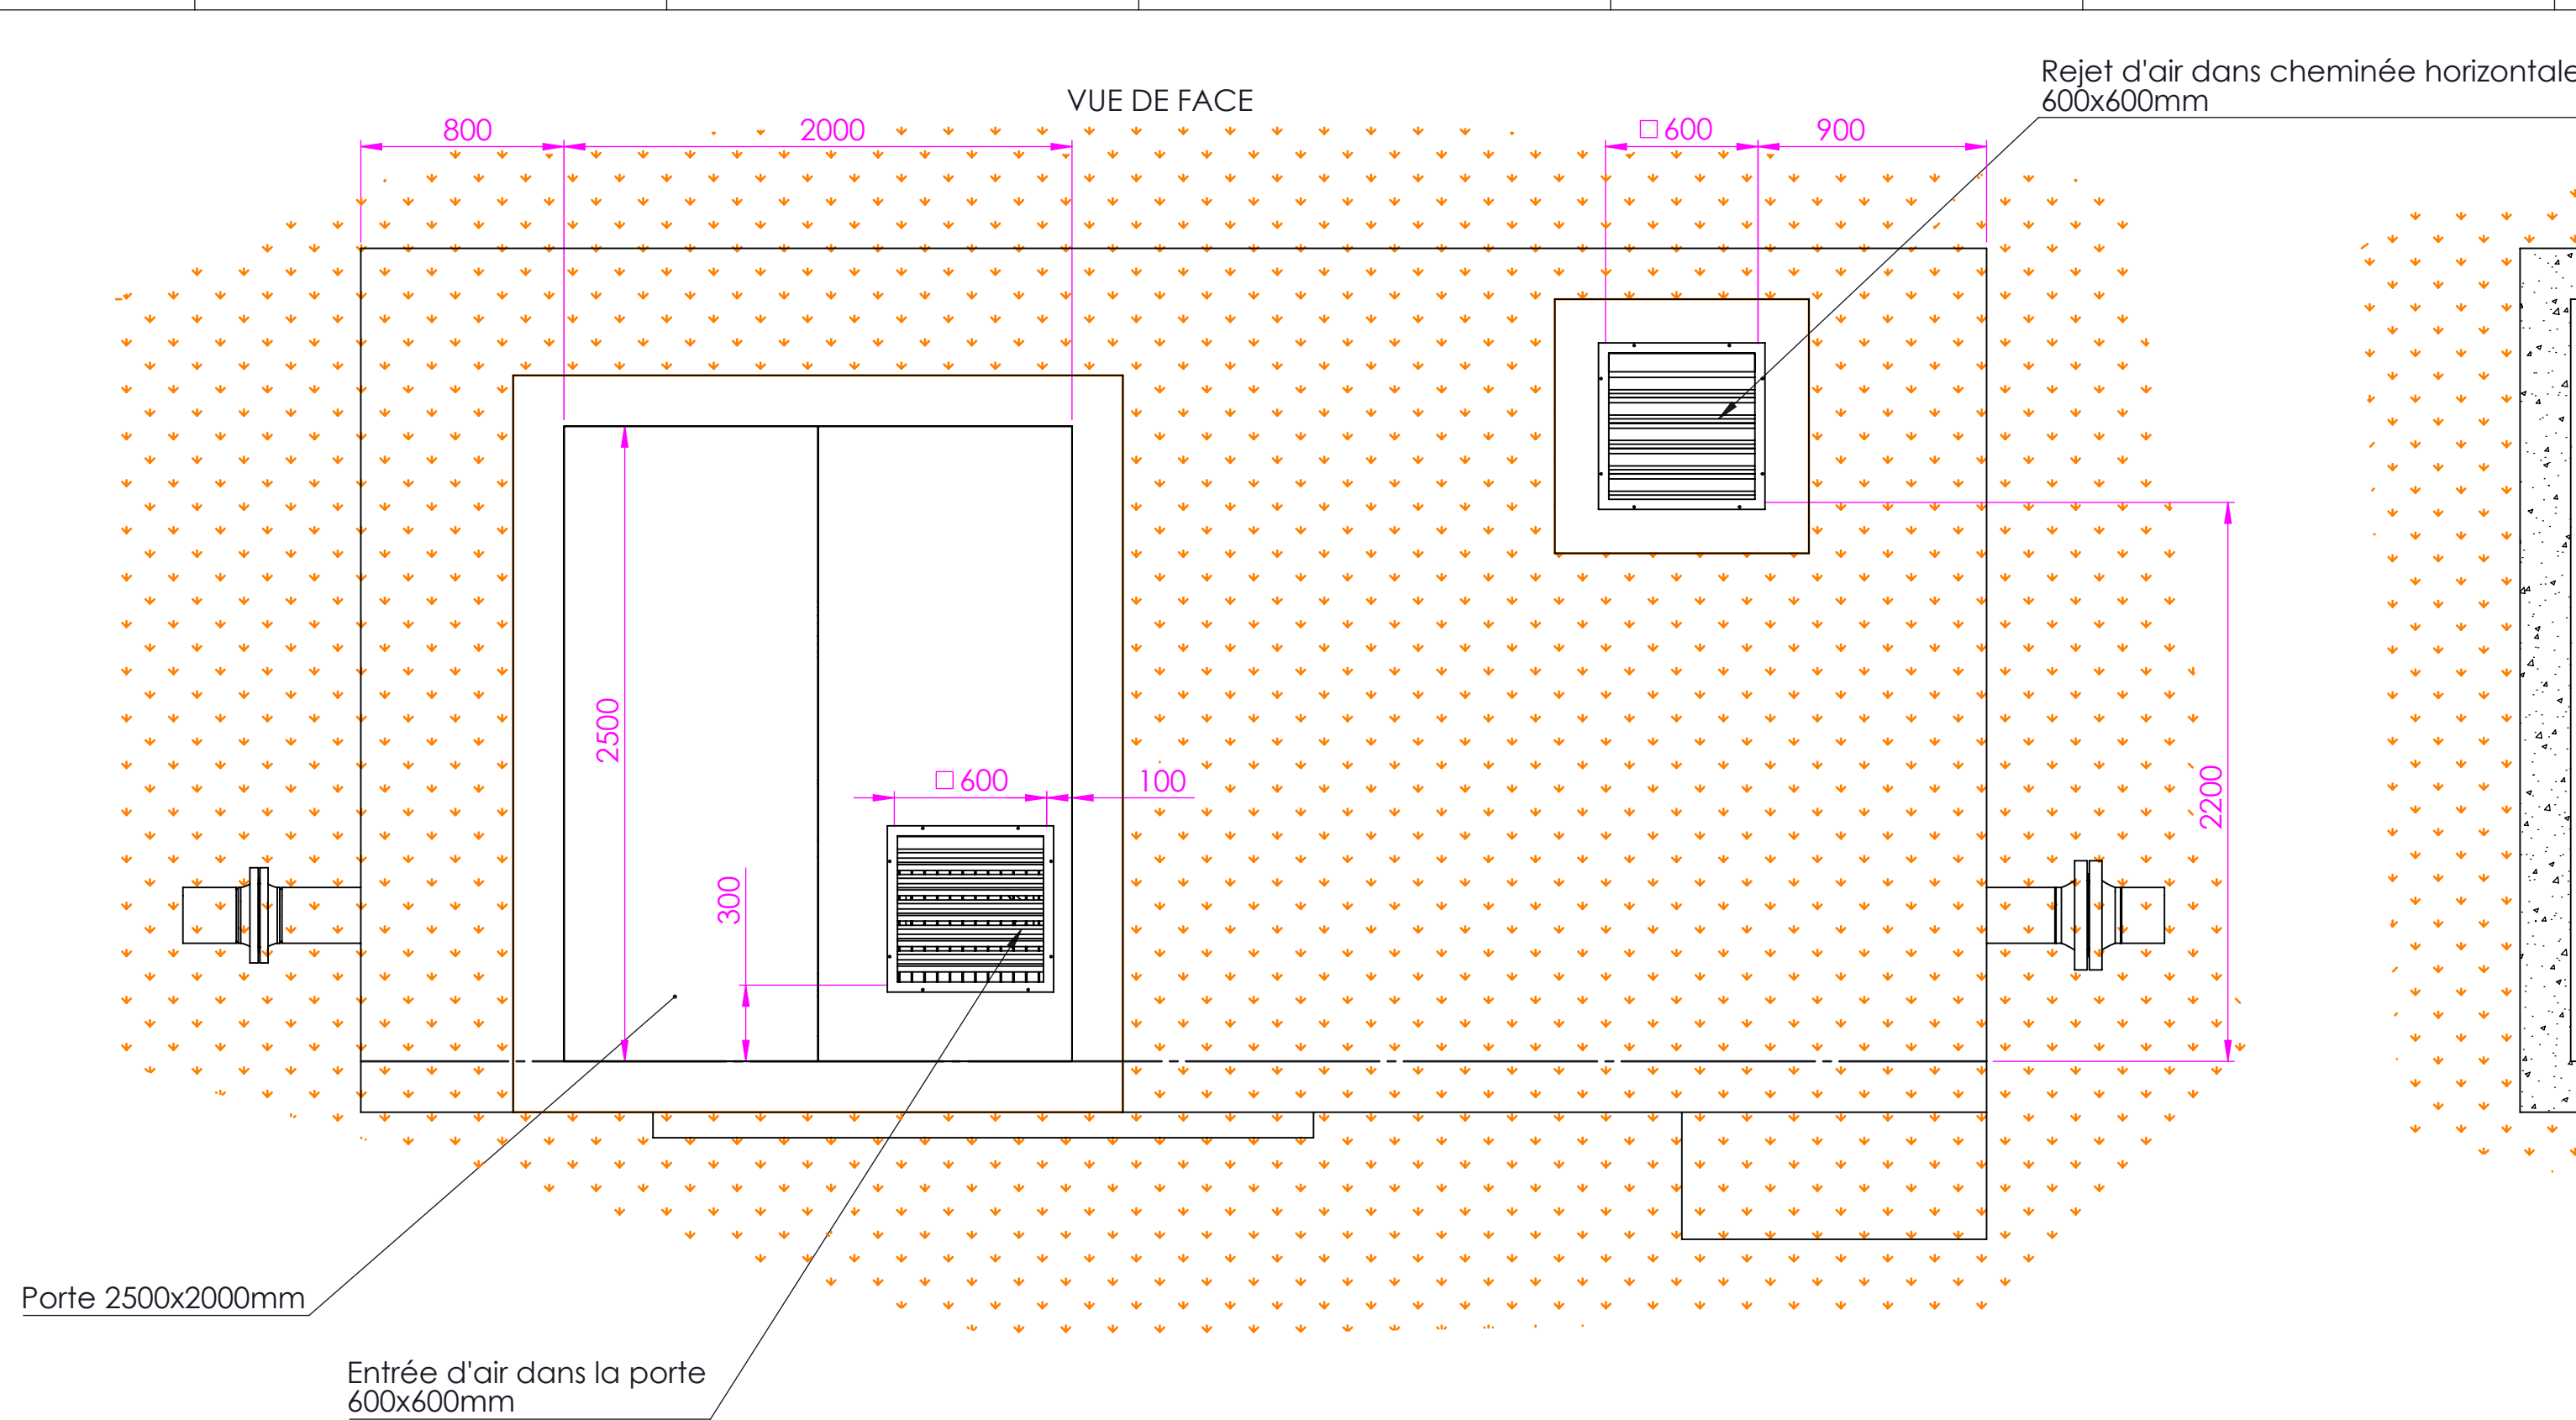 Rejet d'air dans cheminée horizontale
600x600mm
VUE DE FACE
800
2000
□ 600
900
2500
□ 600
100
300
2200
Porte 2500x2000mm
Entrée d'air dans la porte
600x600mm